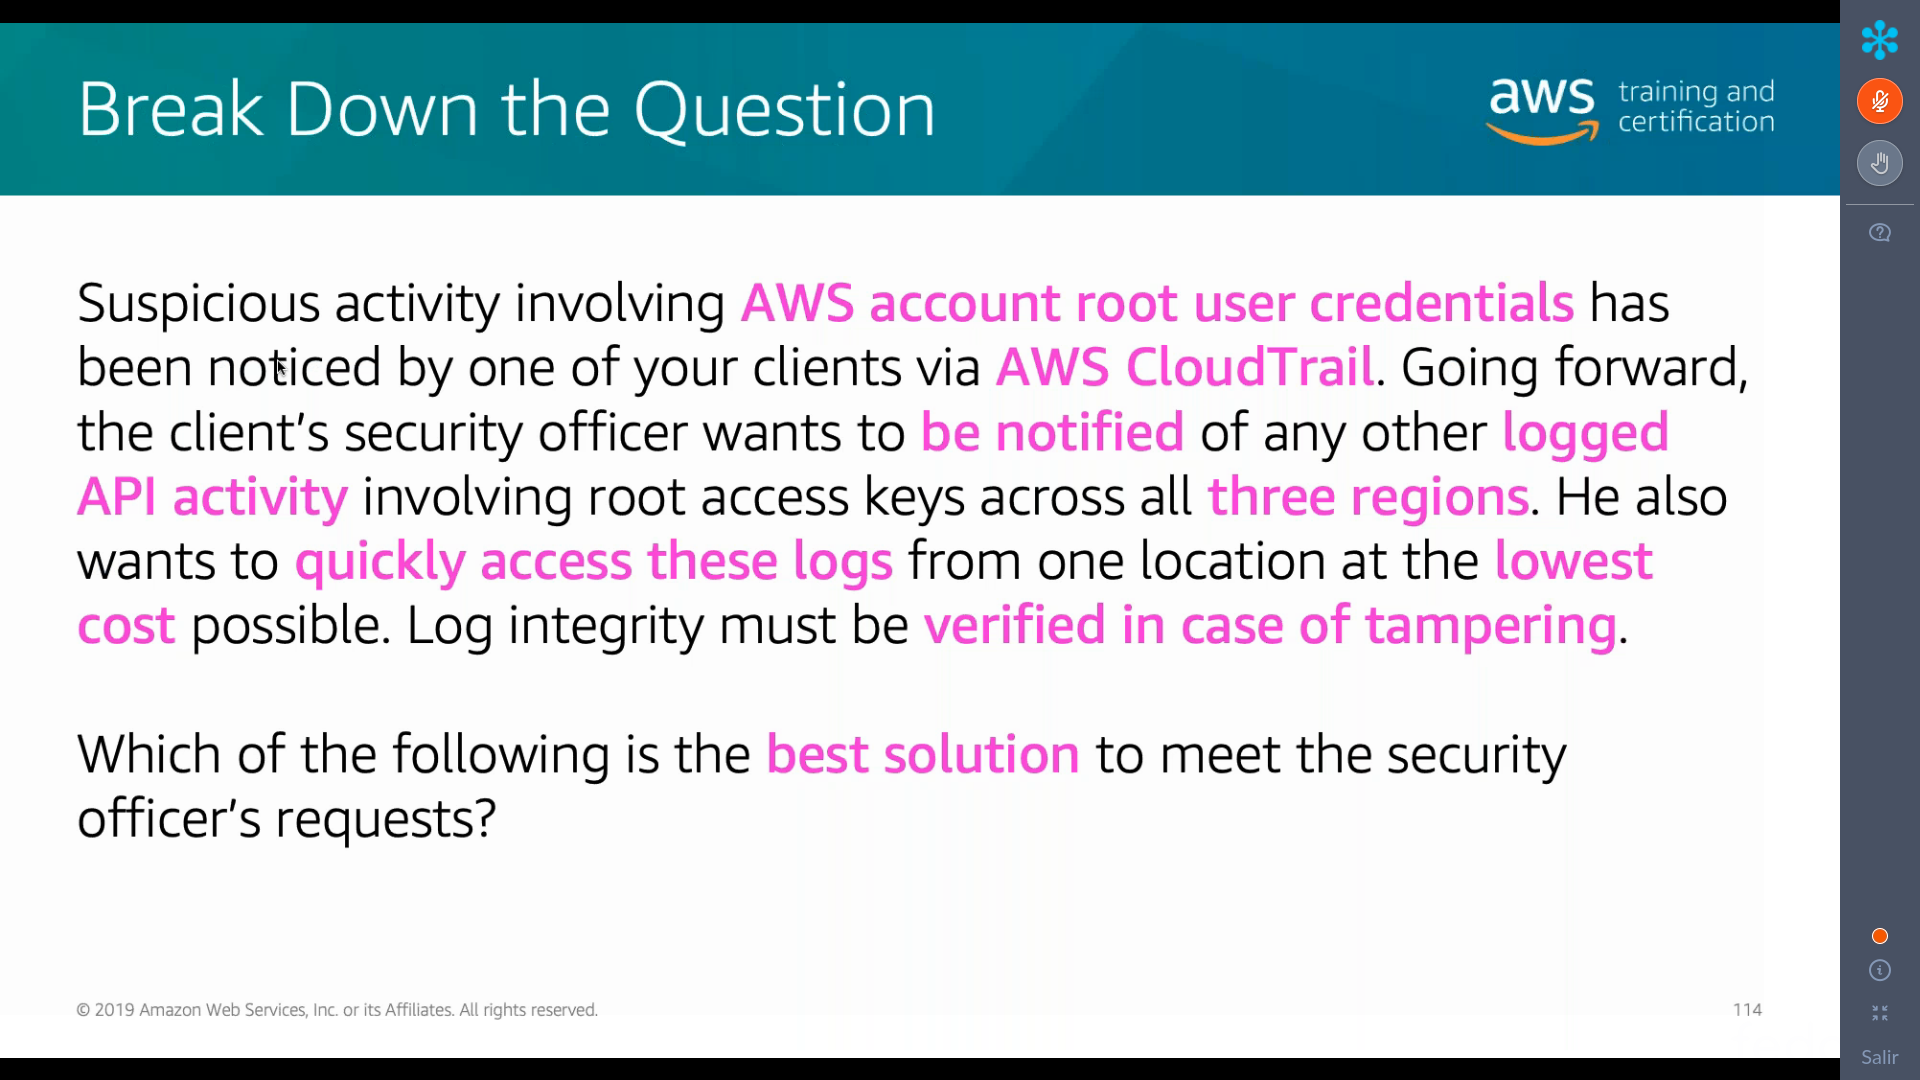 Break Down the Question
aws training and
certification
Suspicious activity involving AWS account root user credentials has
been noticed by one of your clients via AWS CloudTrail. Going forward,
the client’s security officer wants to be notified of any other logged
API activity involving root access keys across all three regions. He also
wants to quickly access these logs from one location at the lowest
cost possible. Log integrity must be verified in case of tampering.
Which of the following is the best solution to meet the security
officer’s requests?
© 2019 Amazon Web Services, Inc. or its Affiliates. All rights reserved.
114
Salir